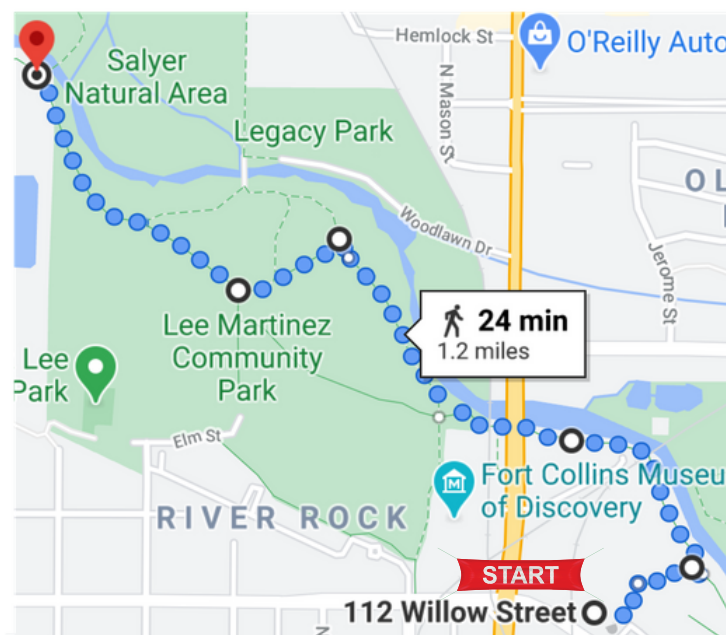 Hemlock St
O'Reilly Auto
Salyer
Natural Area
N Mason St
Legacy Park
OL
Woodlawn Dr
Jerome St
24 min
1.2 miles
Lee Martinez
Community
Park
Lee
Park
Elm St
Fort Collins Museu
of Discovery
M
RIVER ROCK
START
112 Willow Street
N